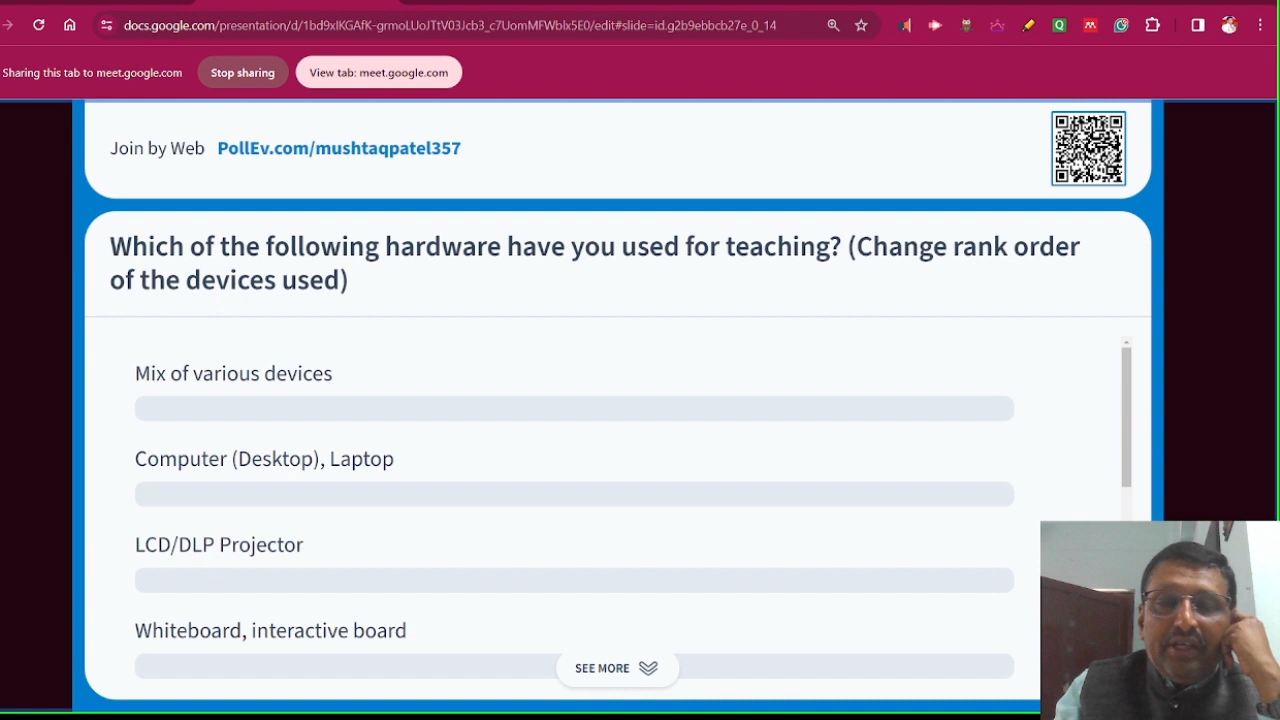 docs.google.com/presentation/d/1bd9xlKGAfK-grmoLUoJTtV03Jcb3_c7UomMFWblx5E0/edit#slide=id.g2b9ebbcb27e_0_14
Sharing this tab to meet.google.com
Stop sharing
View tab: meet.google.com
Join by Web PollEv.com/mushtaqpatel357
Which of the following hardware have you used for teaching? (Change rank order
of the devices used)
Mix of various devices
Computer (Desktop), Laptop
LCD/DLP Projector
Whiteboard, interactive board
SEE MORE